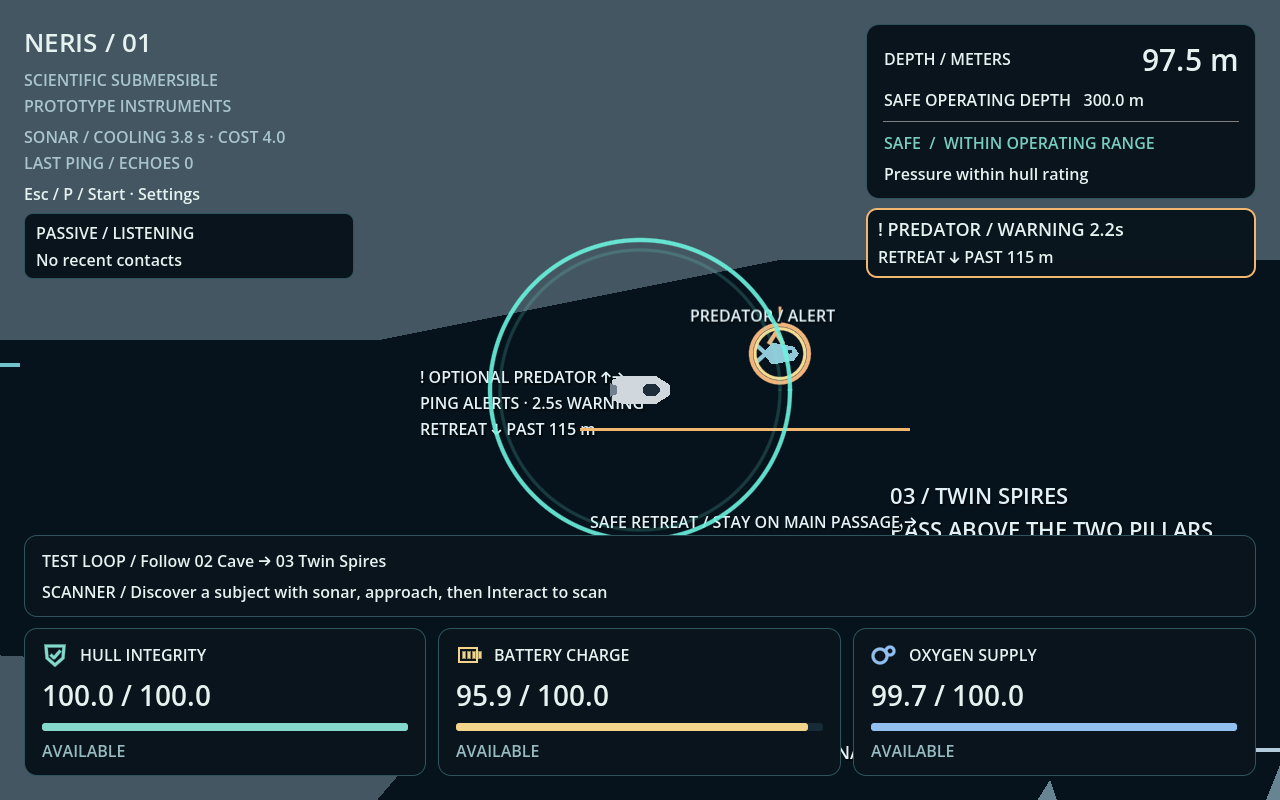 NERIS / 01
SCIENTIFIC SUBMERSIBLE
PROTOTYPE INSTRUMENTS
SONAR / COOLING 3.8 s · COST 4.0
LAST PING / ECHOES 0
Esc / P / Start · Settings
PASSIVE / LISTENING
No recent contacts
DEPTH / METERS 97.5 m
SAFE OPERATING DEPTH 300.0 m
SAFE / WITHIN OPERATING RANGE
Pressure within hull rating
! PREDATOR / WARNING 2.2s
RETREAT ↓ PAST 115 m
PREDATOR / ALERT
! OPTIONAL PREDATOR ↑→
PING ALERTS · 2.5s WARNING
RETREAT ↓ PAST 115 m
03 / TWIN SPIRES
PASS ABOVE THE TWO PILLARS
SAFE RETREAT / STAY ON MAIN PASSAGE →
TEST LOOP / Follow 02 Cave → 03 Twin Spires
SCANNER / Discover a subject with sonar, approach, then Interact to scan
HULL INTEGRITY
100.0 / 100.0
AVAILABLE
BATTERY CHARGE
95.9 / 100.0
AVAILABLE
OXYGEN SUPPLY
99.7 / 100.0
AVAILABLE